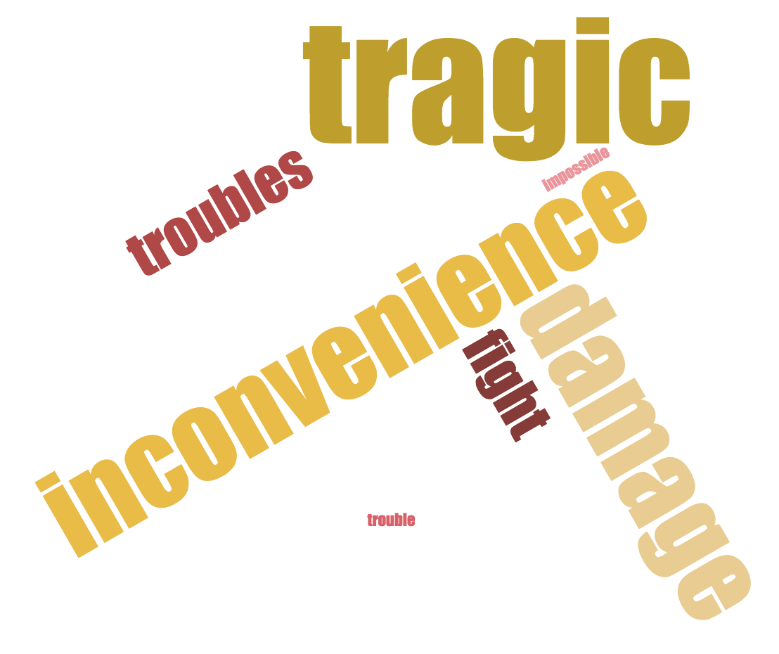 tragic
troubles
impossible
inconvenience
damage
fight
trouble